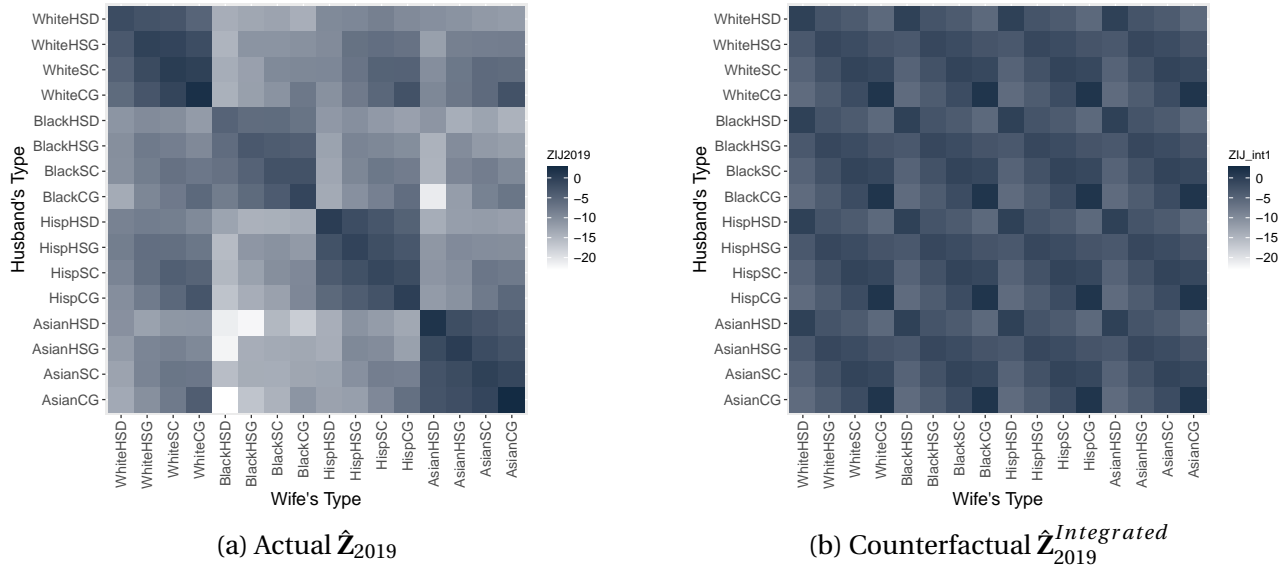 WhiteHSD
WhiteHSG
WhiteSC
WhiteCG
BlackHSD
BlackHSG
BlackSC
BlackCG
HispHSD
HispHSG
HispSC
HispCG
AsianHSD
AsianHSG
AsianSC
AsianCG
Husband's Type
WhiteHSD
WhiteHSG
WhiteSC
WhiteCG
BlackHSD
BlackHSG
BlackSC
BlackCG
HispHSD
HispHSG
HispSC
HispCG
AsianHSD
AsianHSG
AsianSC
AsianCG
Wife's Type
ZIJ2019
0
−5
−10
−15
−20
(a) Actual Ẑ2019
WhiteHSD
WhiteHSG
WhiteSC
WhiteCG
BlackHSD
BlackHSG
BlackSC
BlackCG
HispHSD
HispHSG
HispSC
HispCG
AsianHSD
AsianHSG
AsianSC
AsianCG
Husband's Type
WhiteHSD
WhiteHSG
WhiteSC
WhiteCG
BlackHSD
BlackHSG
BlackSC
BlackCG
HispHSD
HispHSG
HispSC
HispCG
AsianHSD
AsianHSG
AsianSC
AsianCG
Wife's Type
ZIJ_int1
0
−5
−10
−15
−20
(b) Counterfactual Ẑ2019 Integrated